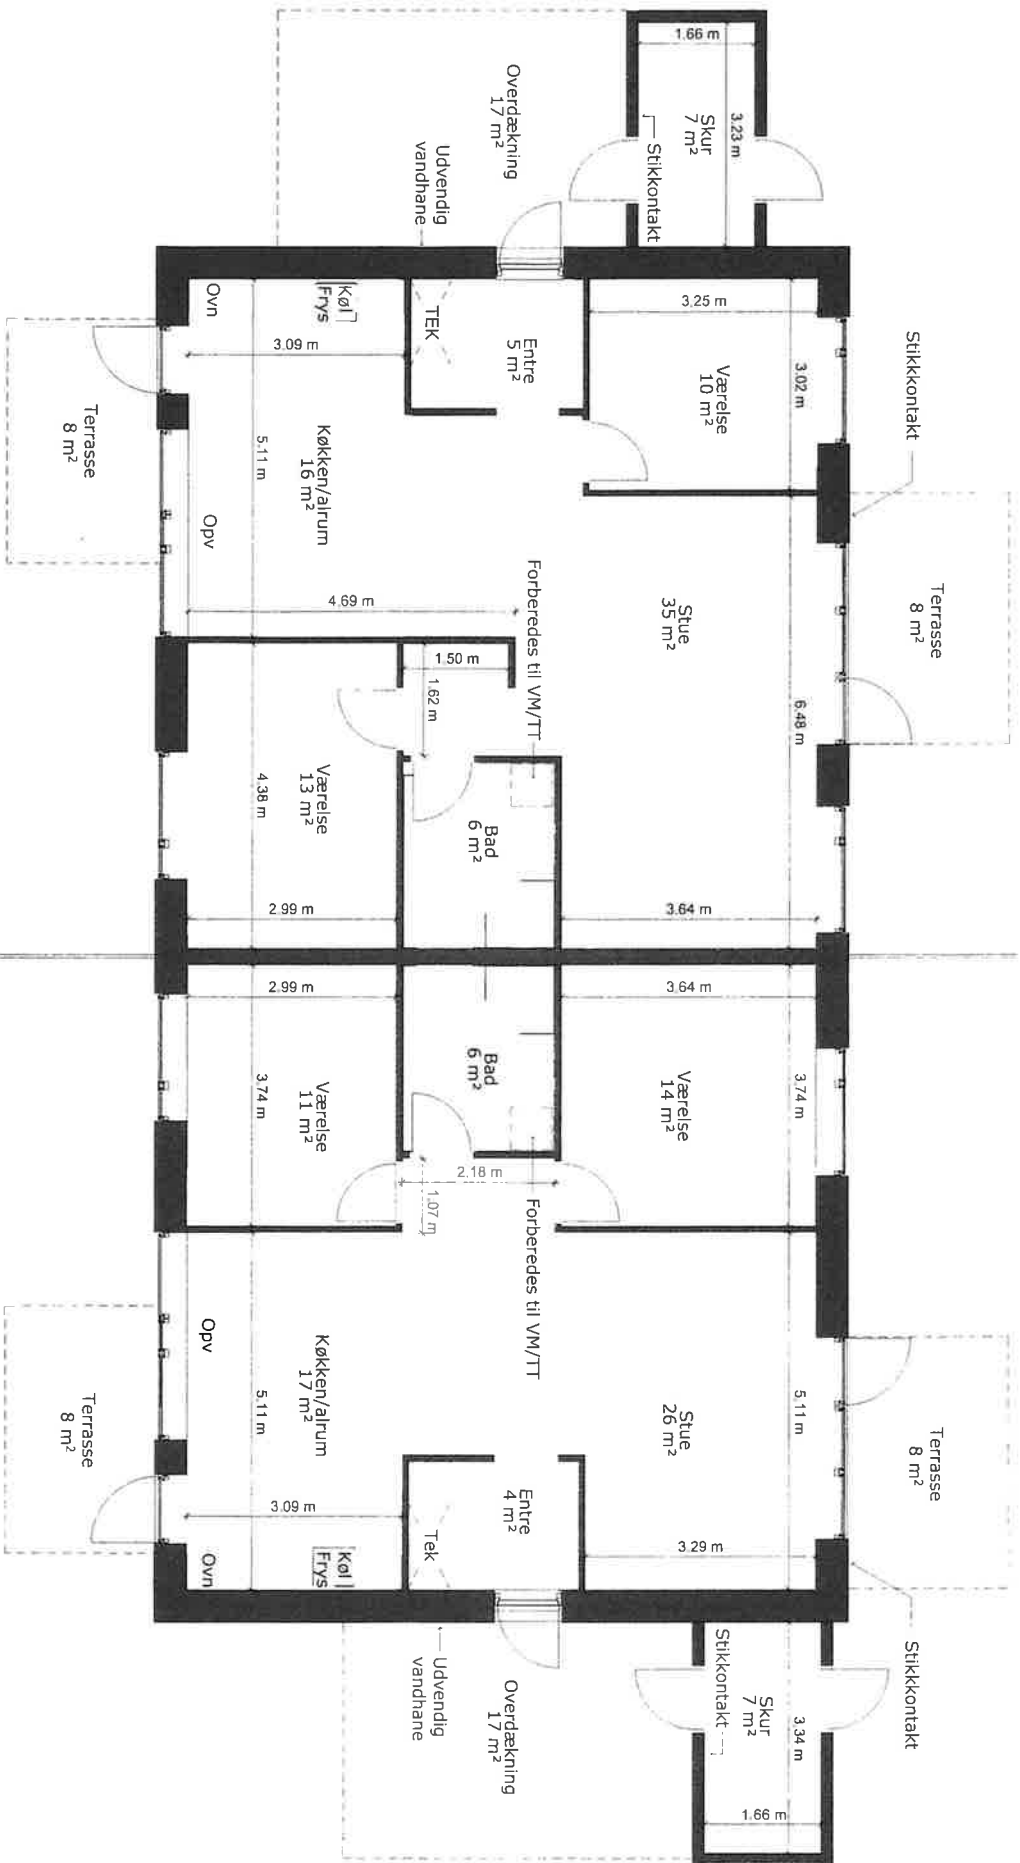 1.66 m
3.23 m
Skur
7 m²
Stikkontakt
Overdækning
17 m²
Udvendig
vandhane
Ovn
Køl
Frys
TEK
Entre
5 m²
3.25 m
Værelse
10 m²
3.02 m
Stikkkontakt
3.09 m
Terrasse
8 m²
5.11 m
Køkken/alrum
16 m²
Opv
4.69 m
Forberedes til VM/TT
Stue
35 m²
Terrasse
8 m²
6.48 m
1.50 m
1.62 m
Værelse
13 m²
4.38 m
Bad
6 m²
2.99 m
3.64 m
2.99 m
3.64 m
Værelse
11 m²
3.74 m
Bad
6 m²
Værelse
14 m²
3.74 m
2.18 m
1.07 m
Forberedes til VM/TT
Opv
Køkken/alrum
17 m²
5.11 m
Terrasse
8 m²
Stue
26 m²
5.11 m
Terrasse
8 m²
3.09 m
Entre
4 m²
Tek
3.29 m
Ovn
Køl
Frys
Udvendig
vandhane
Overdækning
17 m²
Stikkontakt
Skur
7 m²
3.34 m
Stikkkontakt
1.66 m